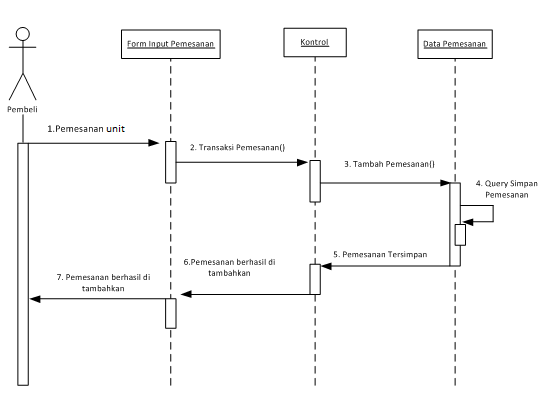 Form Input Pemesanan
Kontrol
Data Pemesanan
Pembeli
1.Pemesanan unit
2. Transaksi Pemesanan()
3. Tambah Pemesanan()
4. Query Simpan
Pemesanan
5. Pemesanan Tersimpan
6.Pemesanan berhasil di
tambahkan
7. Pemesanan berhasil di
tambahkan